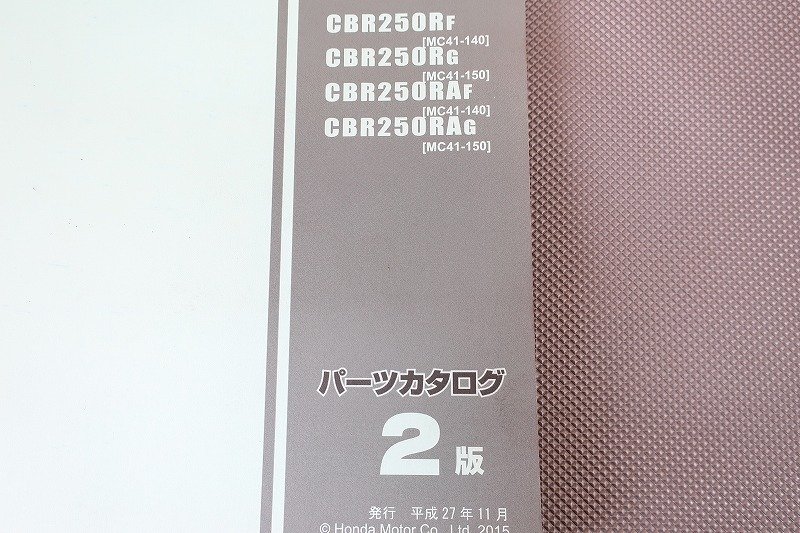 CBR250RF
[MC41-140]
CBR250RG
[MC41-150]
CBR250RAF
[MC41-140]
CBR250RAG
[MC41-150]
パーツカタログ
2版
発行 平成27年11月
© Honda Motor Co., Ltd. 2015